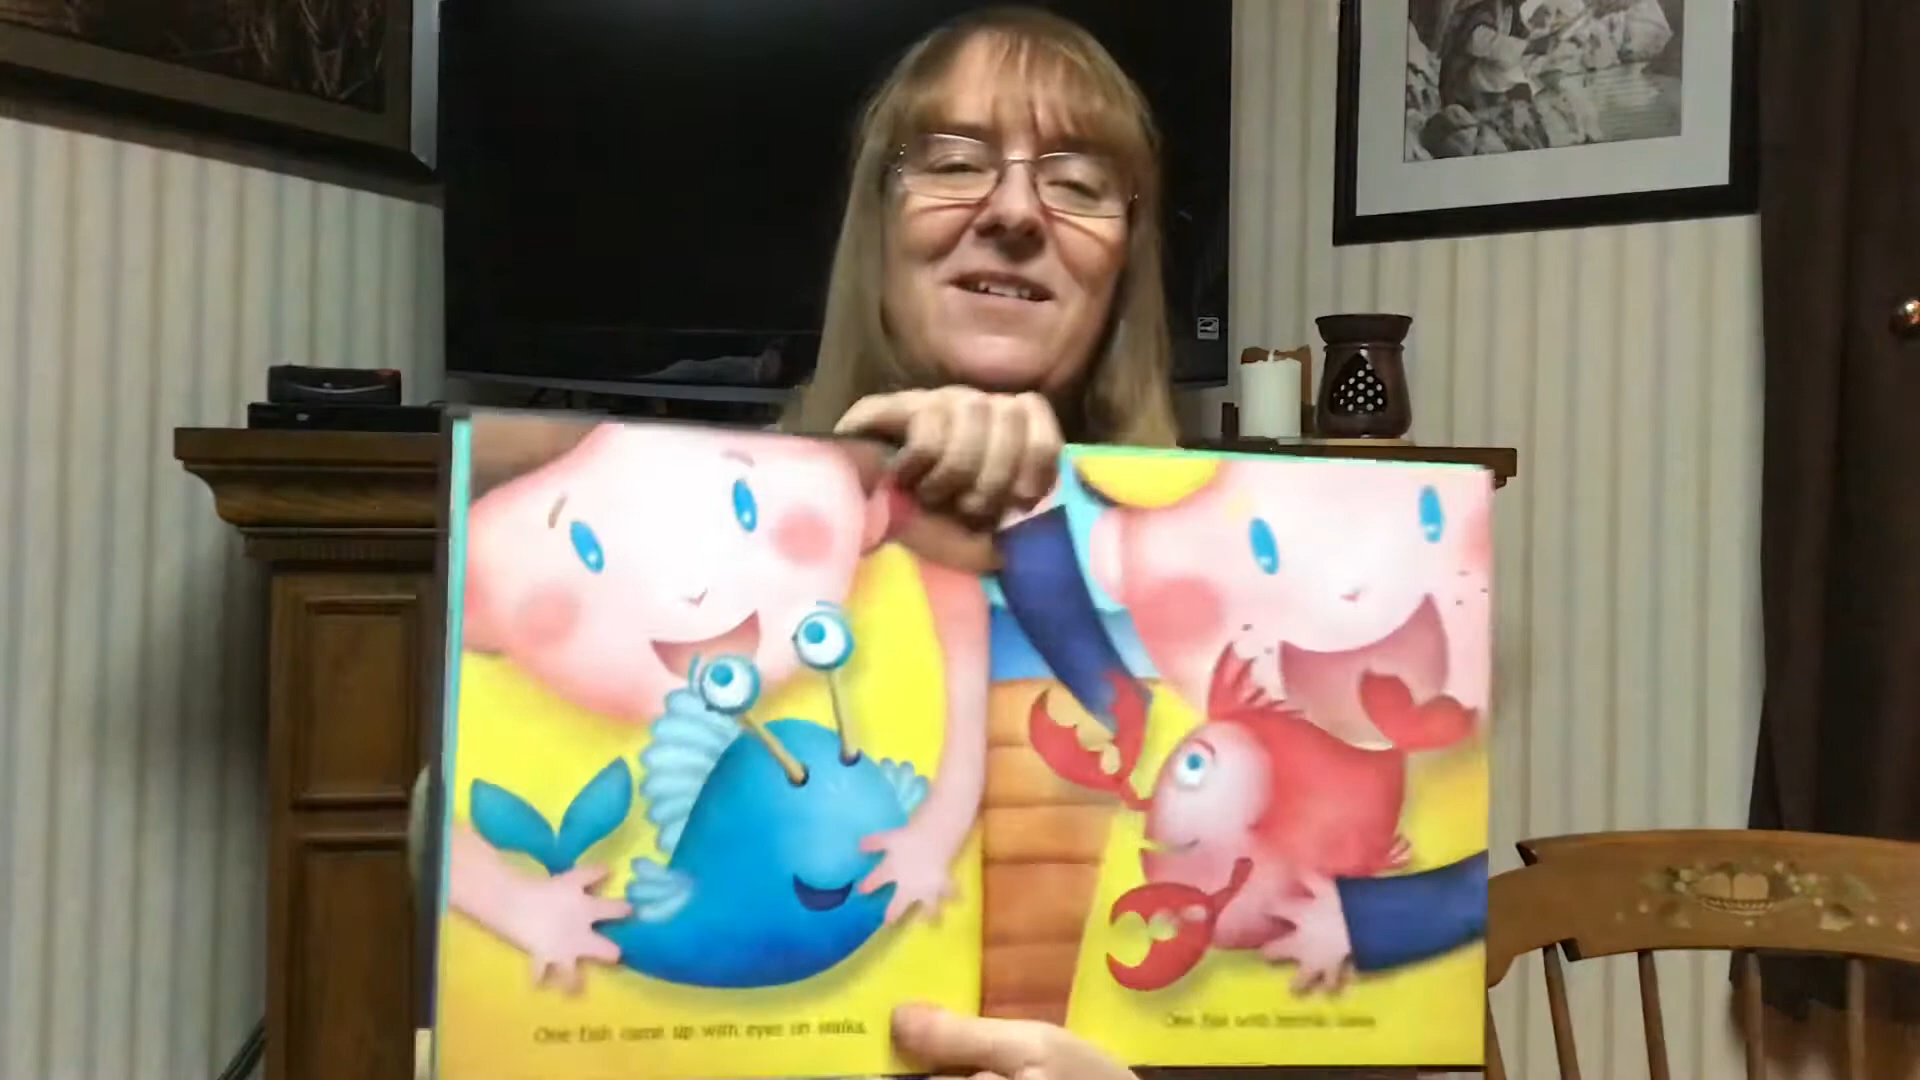 One fish came up with eyes on stalks,
One fish with terrific claws